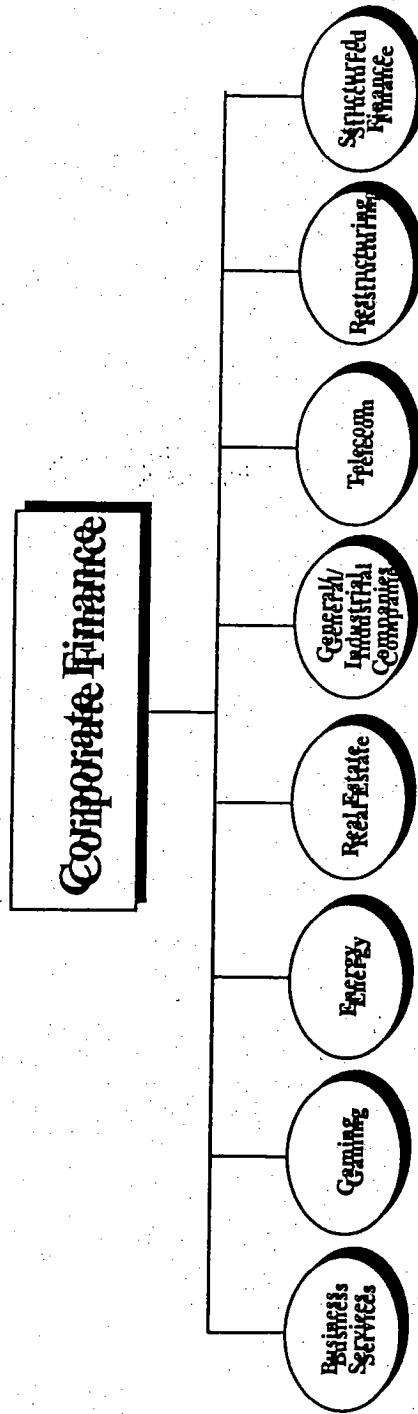 Corporate Finance
Business
Services
Gaming
Energy
Real Estate
General/
Industrial
Companies
Telecom
Restructuring
Structured
Finance